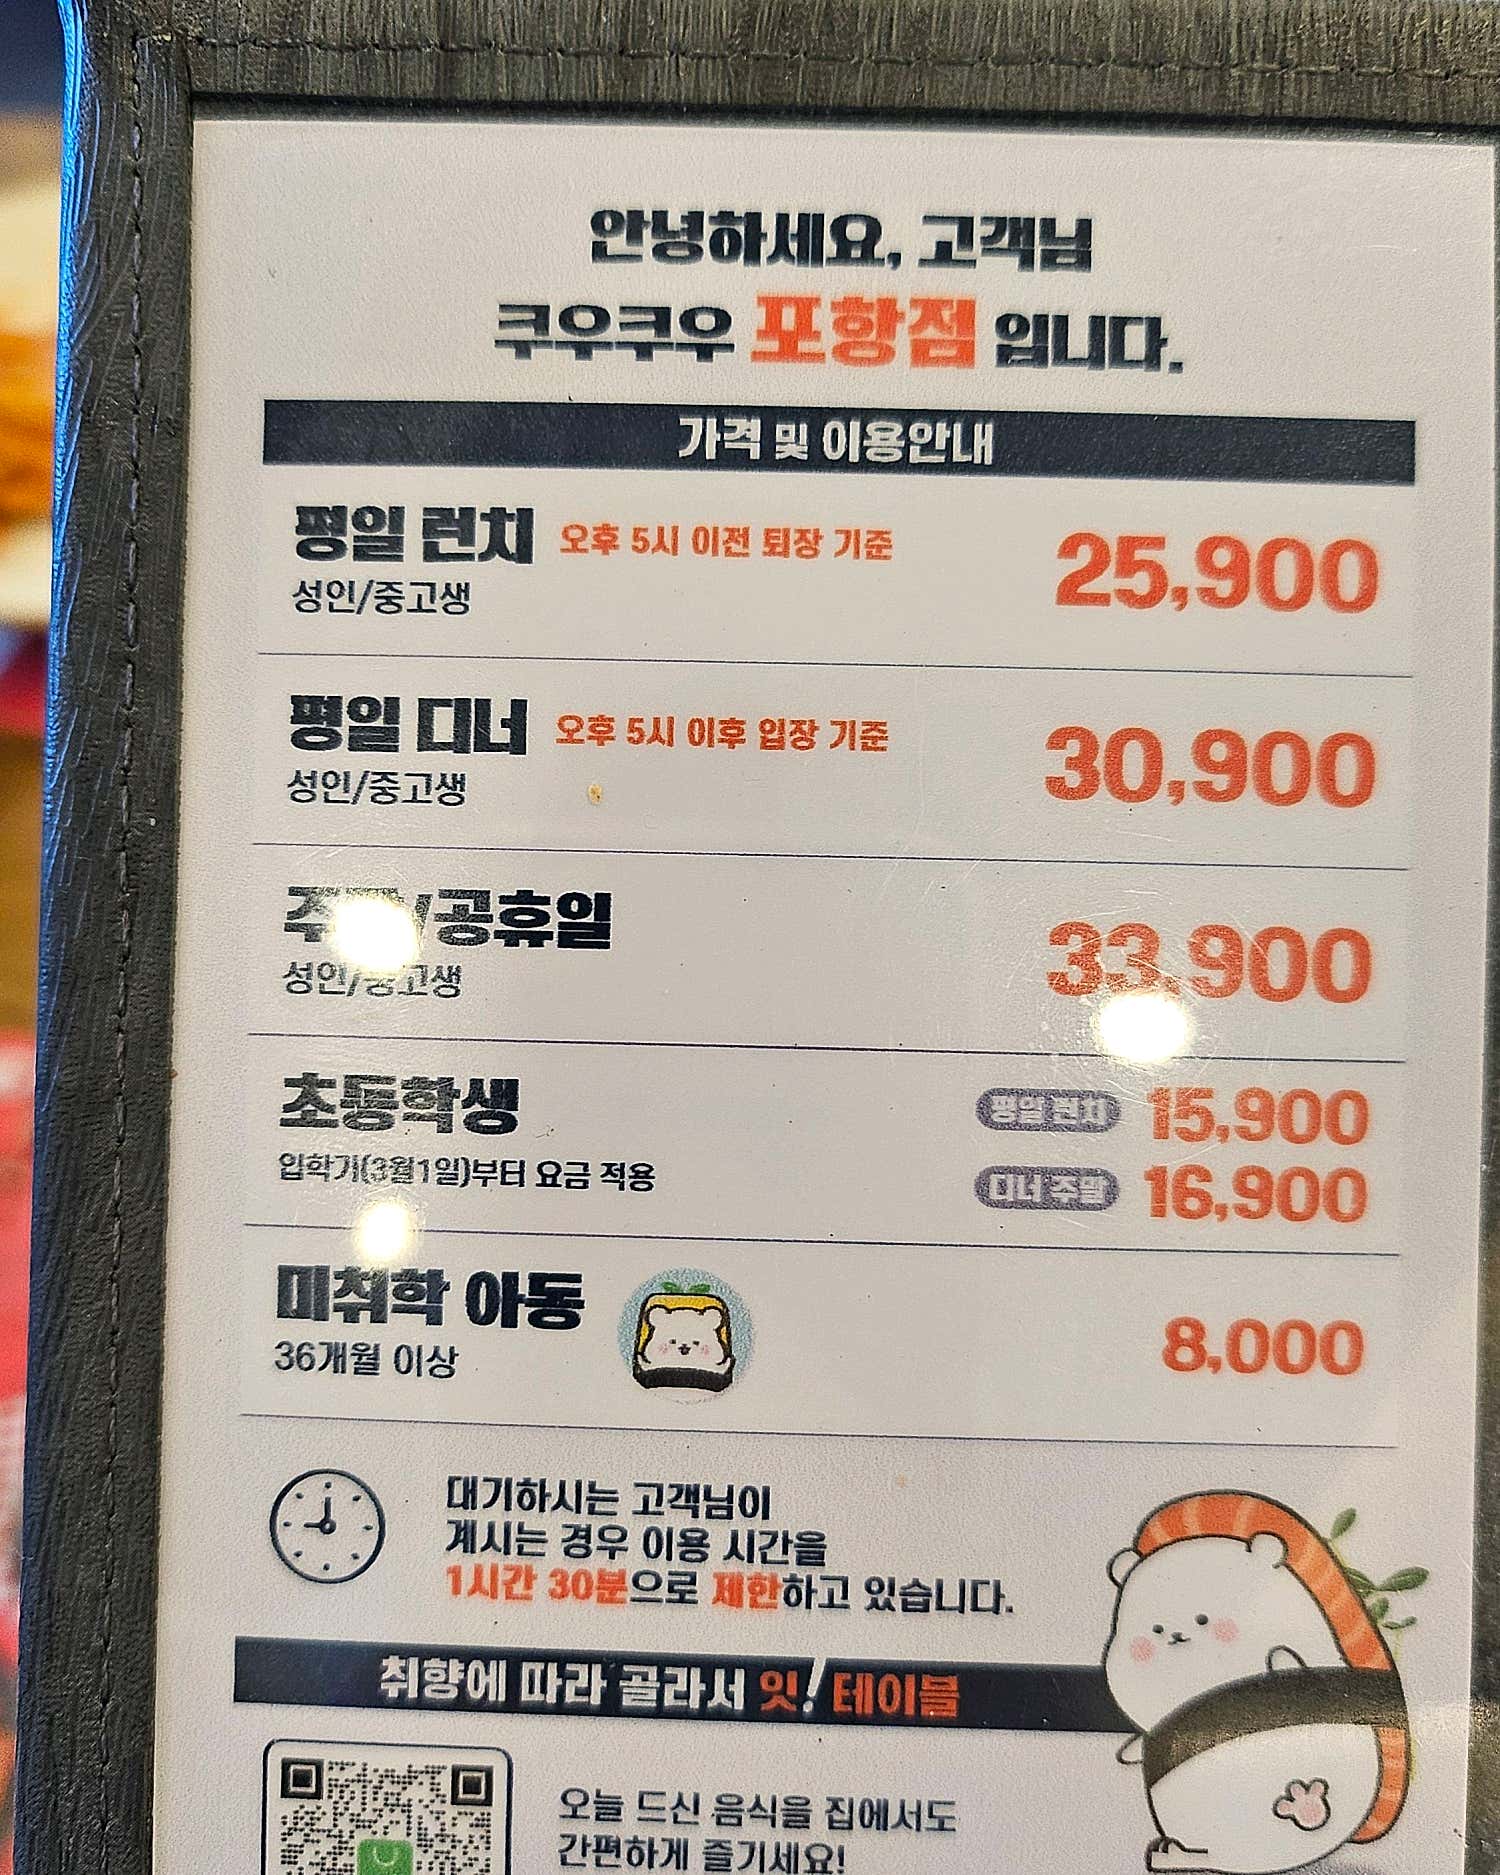 안녕하세요, 고객님
쿠우쿠우 포항점 입니다.
가격 및 이용안내
평일 런치 오후 5시 이전 퇴장 기준 25,900
성인/중고생
평일 디너 오후 5시 이후 입장 기준 30,900
성인/중고생
주말/공휴일 33,900
성인/중고생
초등학생 평일 런치 15,900
입학기(3월1일)부터 요금 적용 디너 주말 16,900
미취학 아동 8,000
36개월 이상
대기하시는 고객님이
계시는 경우 이용 시간을
1시간 30분으로 제한하고 있습니다.
취향에 따라 골라서 잇! 테이블
오늘 드신 음식을 집에서도
간편하게 즐기세요!